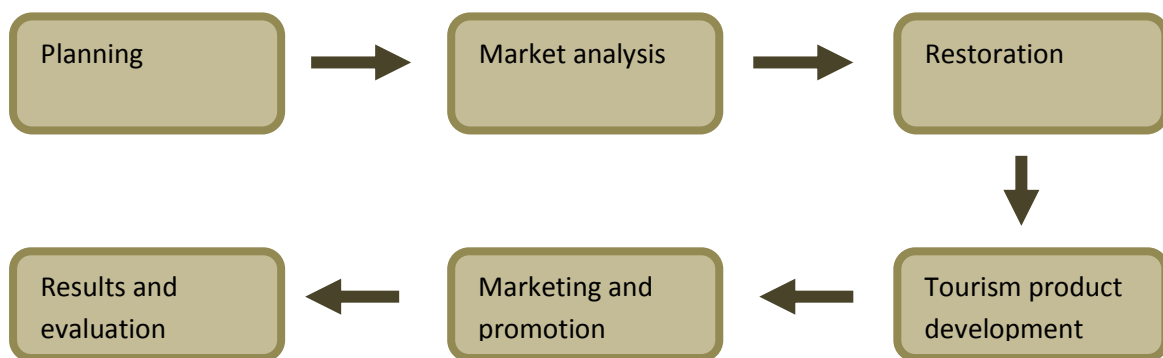 Planning
Market analysis
Restoration
Tourism product
development
Marketing and
promotion
Results and
evaluation